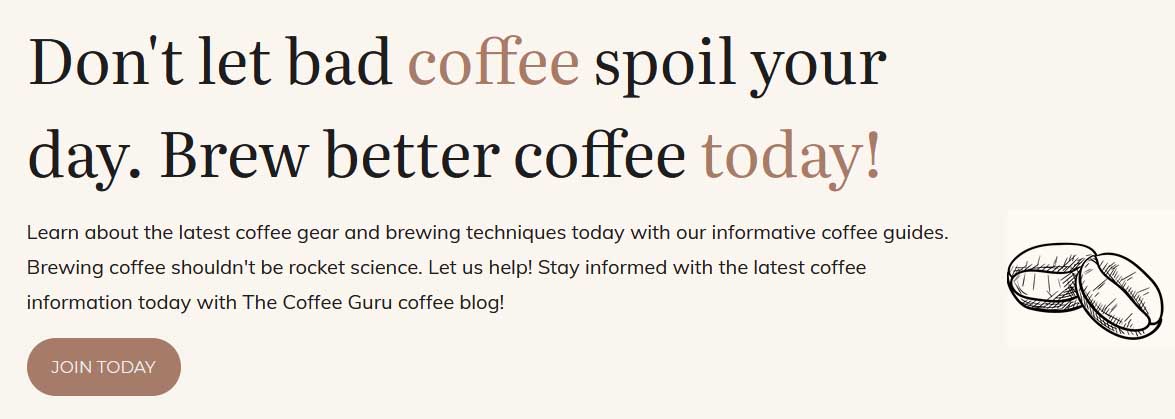 Don't let bad coffee spoil your
day. Brew better coffee today!
Learn about the latest coffee gear and brewing techniques today with our informative coffee guides.
Brewing coffee shouldn't be rocket science. Let us help! Stay informed with the latest coffee
information today with The Coffee Guru coffee blog!
JOIN TODAY